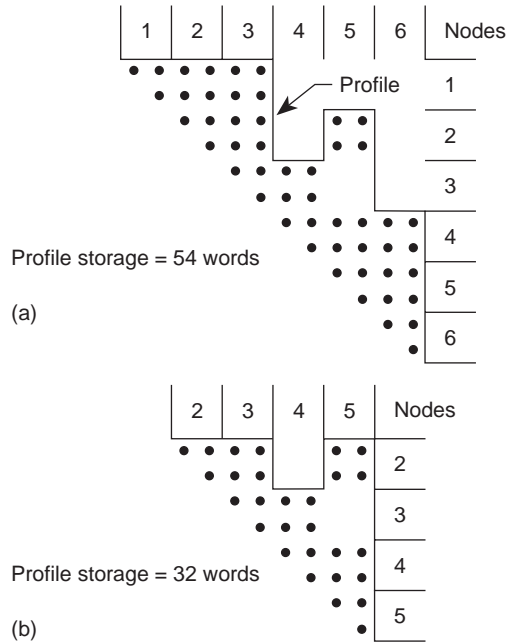 1 2 3 4 5 6 Nodes
Profile
1
2
3
4
5
6
Profile storage = 54 words
(a)
2 3 4 5 Nodes
2
3
4
5
Profile storage = 32 words
(b)